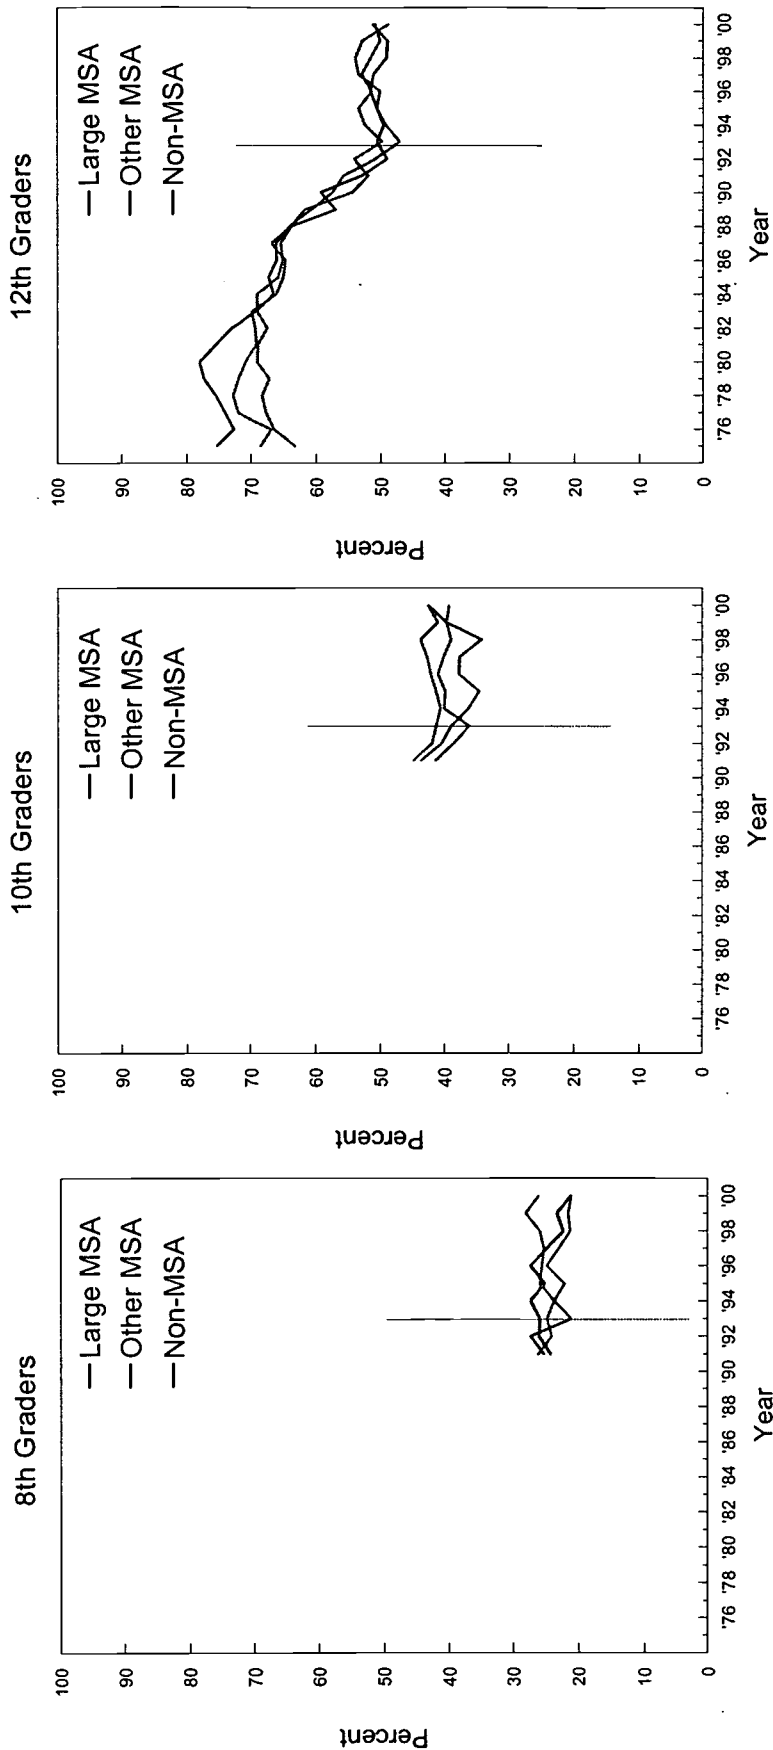 8th Graders
— Large MSA
— Other MSA
— Non-MSA
Percent
100
90
80
70
60
50
40
30
20
10
0
'76 '78 '80 '82 '84 '86 '88 '90 '92 '94 '96 '98 '00
Year
10th Graders
— Large MSA
— Other MSA
— Non-MSA
Percent
100
90
80
70
60
50
40
30
20
10
0
'76 '78 '80 '82 '84 '86 '88 '90 '92 '94 '96 '98 '00
Year
12th Graders
— Large MSA
— Other MSA
— Non-MSA
Percent
100
90
80
70
60
50
40
30
20
10
0
'76 '78 '80 '82 '84 '86 '88 '90 '92 '94 '96 '98 '00
Year